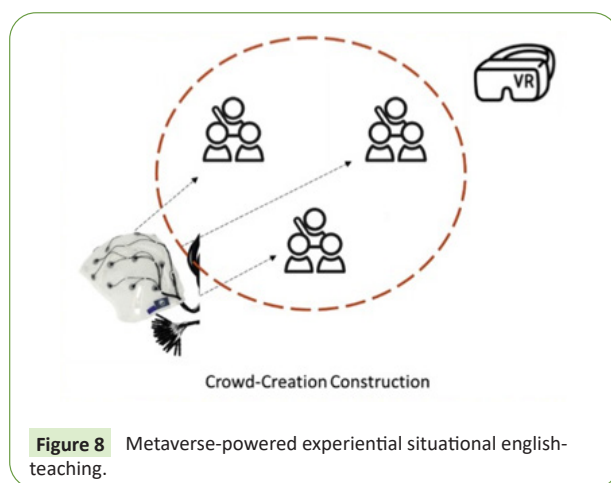 VR
Crowd-Creation Construction
Figure 8 Metaverse-powered experiential situational english-
teaching.